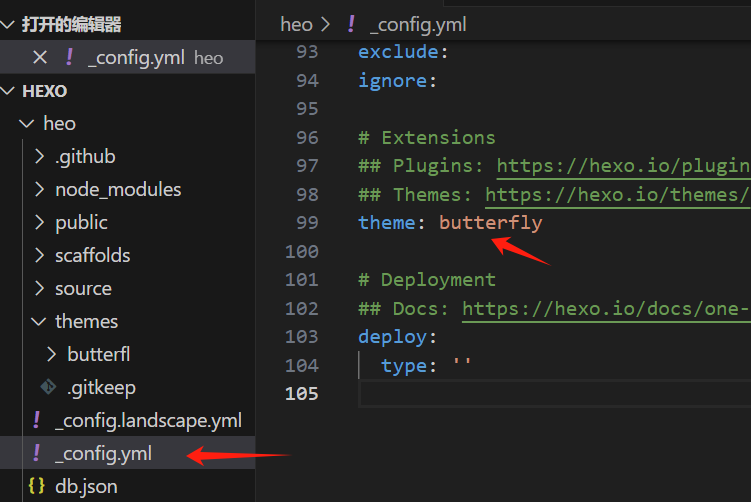 打开的编辑器
_config.yml heo
HEXO
heo
.github
node_modules
public
scaffolds
source
themes
butterfl
.gitkeep
_config.landscape.yml
_config.yml
db.json
heo > _config.yml
93 exclude:
94 ignore:
95
96 # Extensions
97 ## Plugins: https://hexo.io/plugin
98 ## Themes: https://hexo.io/themes/
99 theme: butterfly
100
101 # Deployment
102 ## Docs: https://hexo.io/docs/one-
103 deploy:
104 type: ''
105